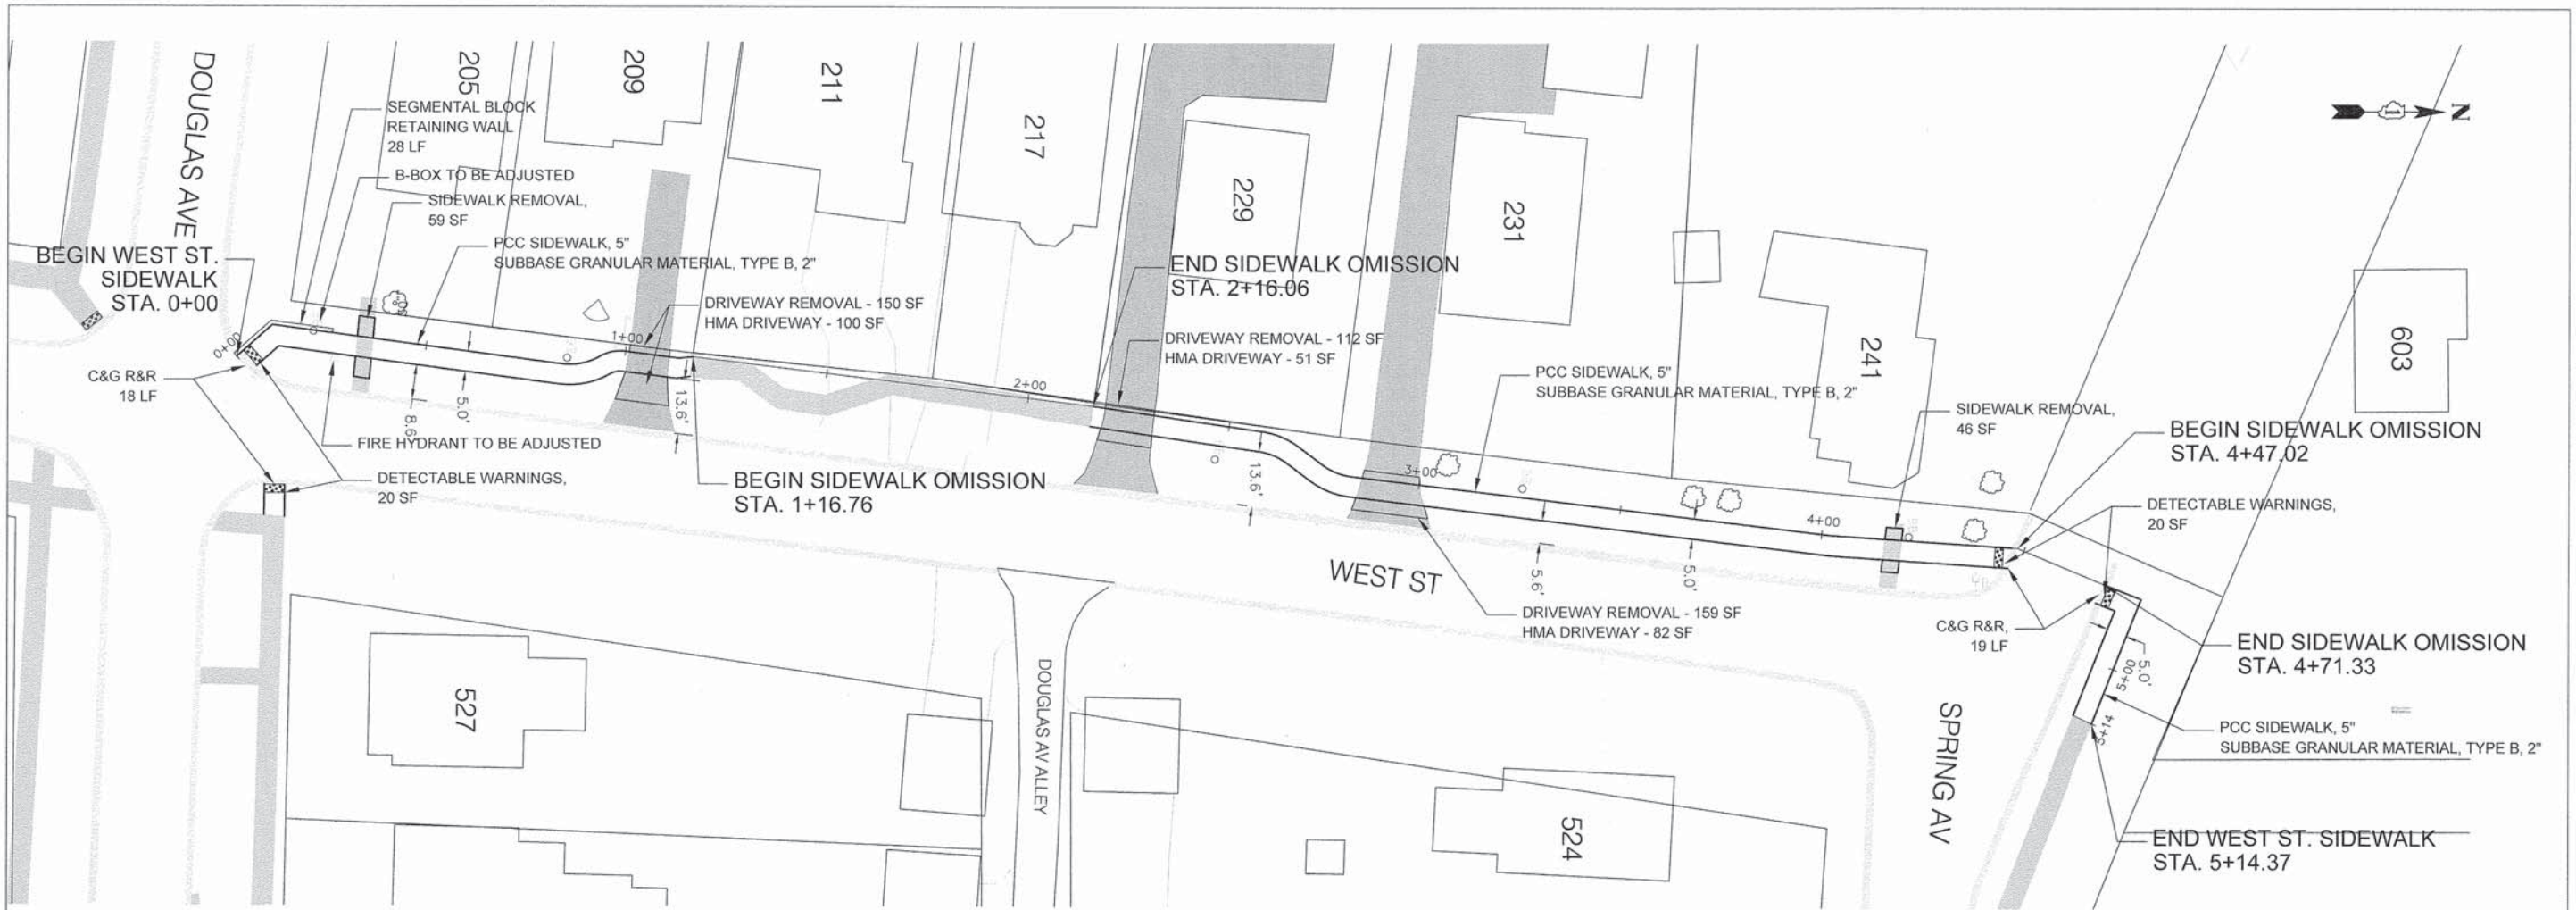 DOUGLAS AVE
205
209
211
217
229
231
241
603
N
SEGMENTAL BLOCK
RETAINING WALL
28 LF
B-BOX TO BE ADJUSTED
SIDEWALK REMOVAL,
59 SF
PCC SIDEWALK, 5"
SUBBASE GRANULAR MATERIAL, TYPE B, 2"
BEGIN WEST ST.
SIDEWALK
STA. 0+00
DRIVEWAY REMOVAL - 150 SF
HMA DRIVEWAY - 100 SF
END SIDEWALK OMISSION
STA. 2+16.06
DRIVEWAY REMOVAL - 112 SF
HMA DRIVEWAY - 51 SF
PCC SIDEWALK, 5"
SUBBASE GRANULAR MATERIAL, TYPE B, 2"
SIDEWALK REMOVAL,
46 SF
BEGIN SIDEWALK OMISSION
STA. 4+47.02
DETECTABLE WARNINGS,
20 SF
0+00
1+00
2+00
3+00
4+00
5+00
5+14
C&G R&R
18 LF
8.6'
5.0'
13.6'
13.6'
5.6'
5.0'
5.0'
FIRE HYDRANT TO BE ADJUSTED
DETECTABLE WARNINGS,
20 SF
BEGIN SIDEWALK OMISSION
STA. 1+16.76
WEST ST
DRIVEWAY REMOVAL - 159 SF
HMA DRIVEWAY - 82 SF
C&G R&R,
19 LF
END SIDEWALK OMISSION
STA. 4+71.33
PCC SIDEWALK, 5"
SUBBASE GRANULAR MATERIAL, TYPE B, 2"
END WEST ST. SIDEWALK
STA. 5+14.37
527
DOUGLAS AV ALLEY
524
SPRING AV